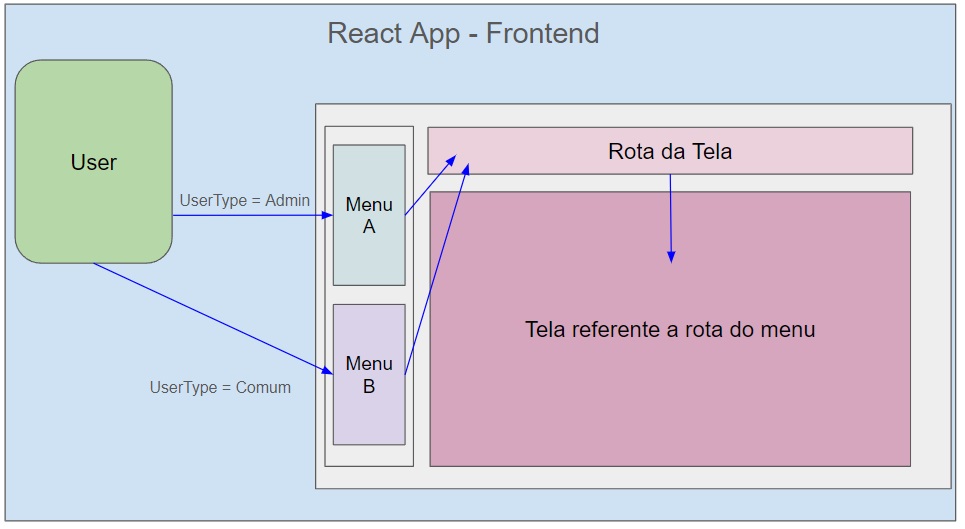 React App - Frontend
User
UserType = Admin
Menu
A
Rota da Tela
Tela referente a rota do menu
Menu
B
UserType = Comum